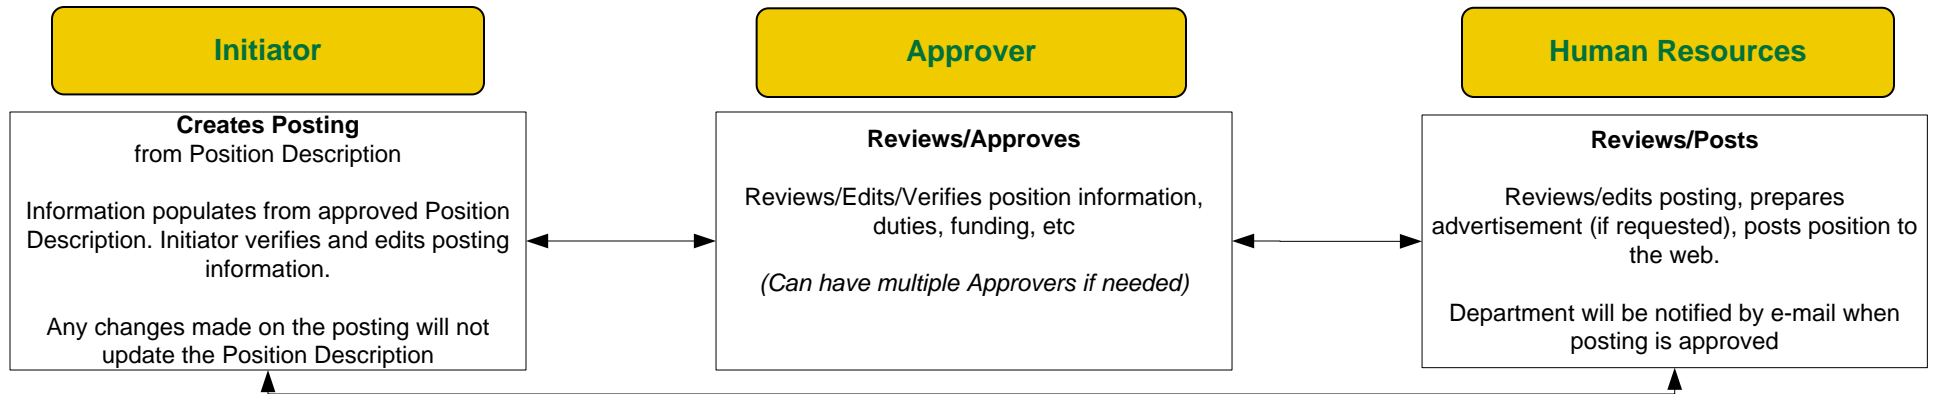 Initiator
Approver
Human Resources
Creates Posting
from Position Description
Information populates from approved Position
Description. Initiator verifies and edits posting
information.
Any changes made on the posting will not
update the Position Description
Reviews/Approves
Reviews/Edits/Verifies position information,
duties, funding, etc
(Can have multiple Approvers if needed)
Reviews/Posts
Reviews/edits posting, prepares
advertisement (if requested), posts position to
the web.
Department will be notified by e-mail when
posting is approved